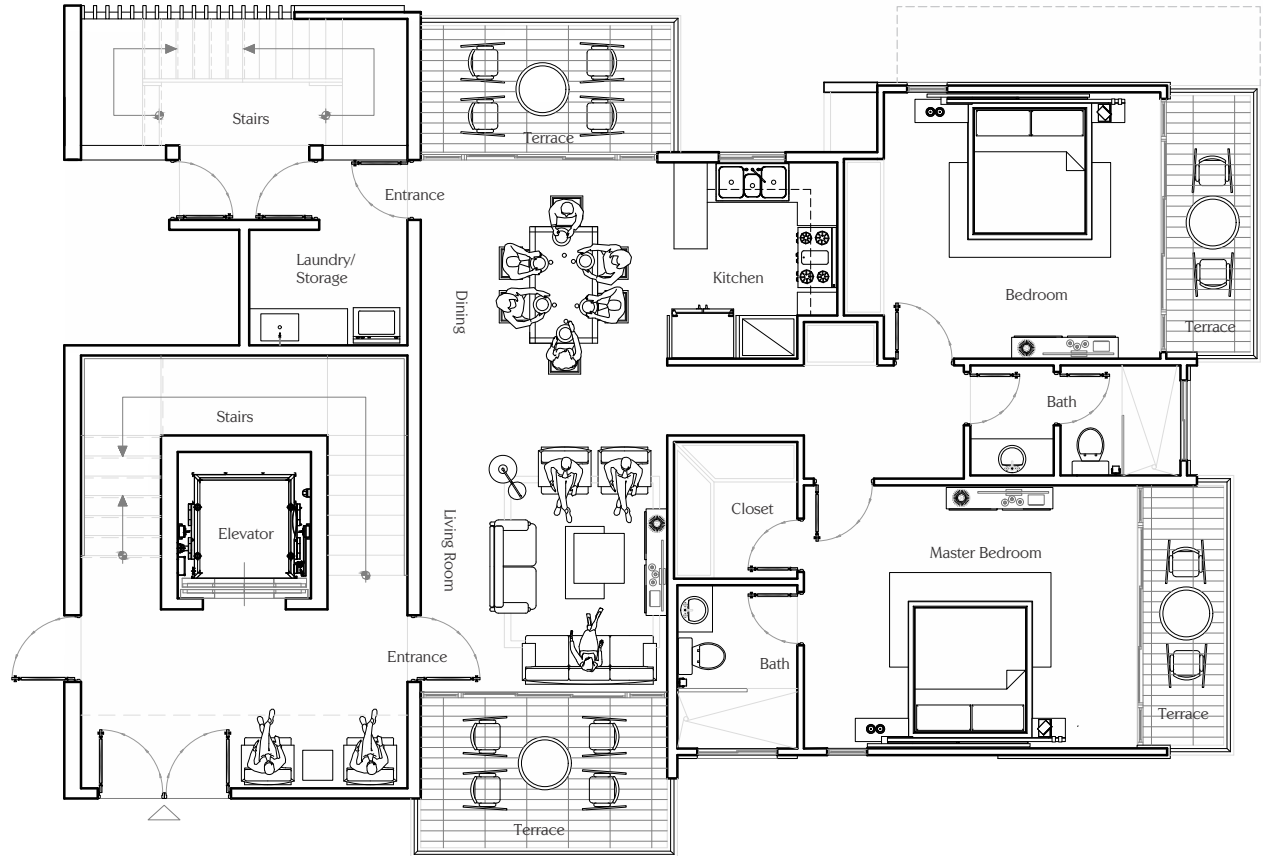 Stairs
Terrace
Entrance
Laundry/
Storage
Kitchen
Dining
Bedroom
Terrace
Bath
Stairs
Elevator
Living Room
Closet
Master Bedroom
Entrance
Bath
Terrace
Terrace